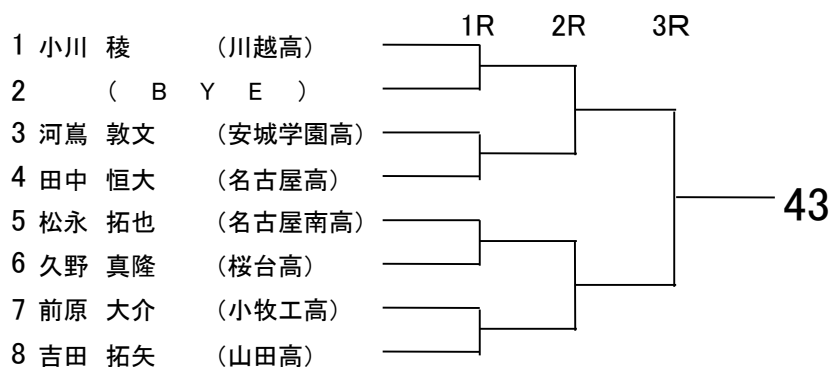 1R 2R 3R
1 小川 稜 (川越高)
2 ( B Y E )
3 河嶌 敦文 (安城学園高)
4 田中 恒大 (名古屋高)
5 松永 拓也 (名古屋南高)
6 久野 真隆 (桜台高)
7 前原 大介 (小牧工高)
8 吉田 拓矢 (山田高)
43